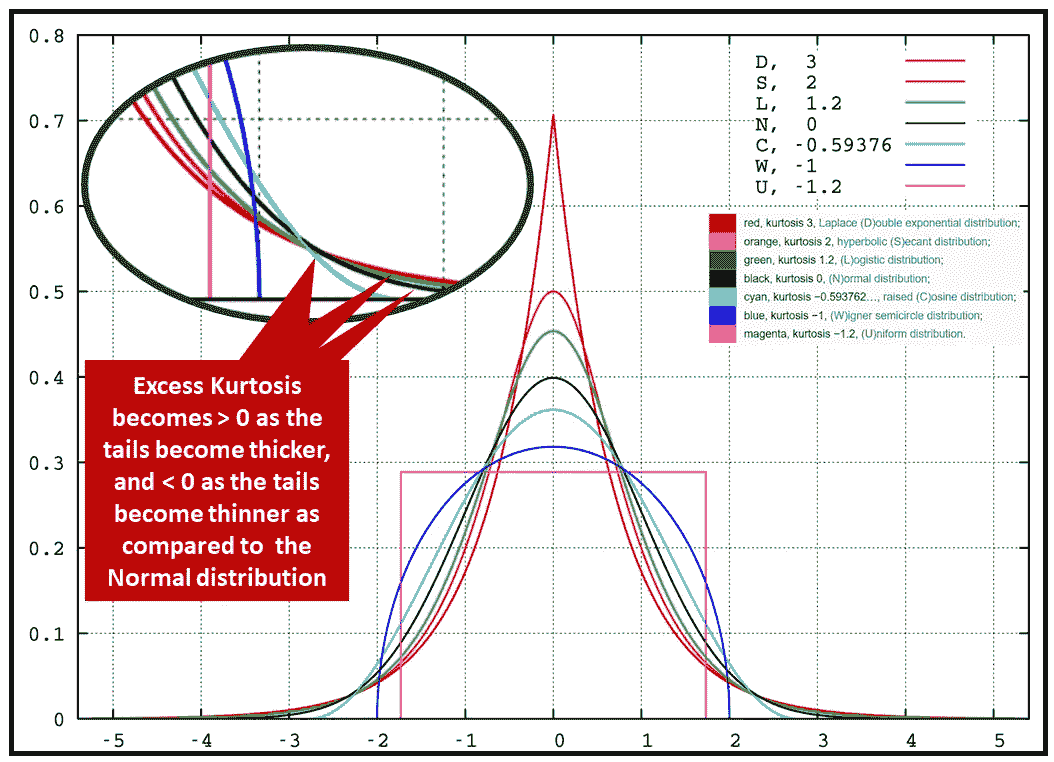 0.8
0.7
0.6
0.5
0.4
0.3
0.2
0.1
0
-5 -4 -3 -2 -1 0 1 2 3 4 5
D, 3
S, 2
L, 1.2
N, 0
C, -0.59376
W, -1
U, -1.2
red, kurtosis 3, Laplace (D)ouble exponential distribution;
orange, kurtosis 2, hyperbolic (S)ecant distribution;
green, kurtosis 1.2, (L)ogistic distribution;
black, kurtosis 0, (N)ormal distribution;
cyan, kurtosis −0.593762..., raised (C)osine distribution;
blue, kurtosis −1, (W)igner semicircle distribution;
magenta, kurtosis −1.2, (U)niform distribution.
Excess Kurtosis
becomes > 0 as the
tails become thicker,
and < 0 as the tails
become thinner as
compared to the
Normal distribution